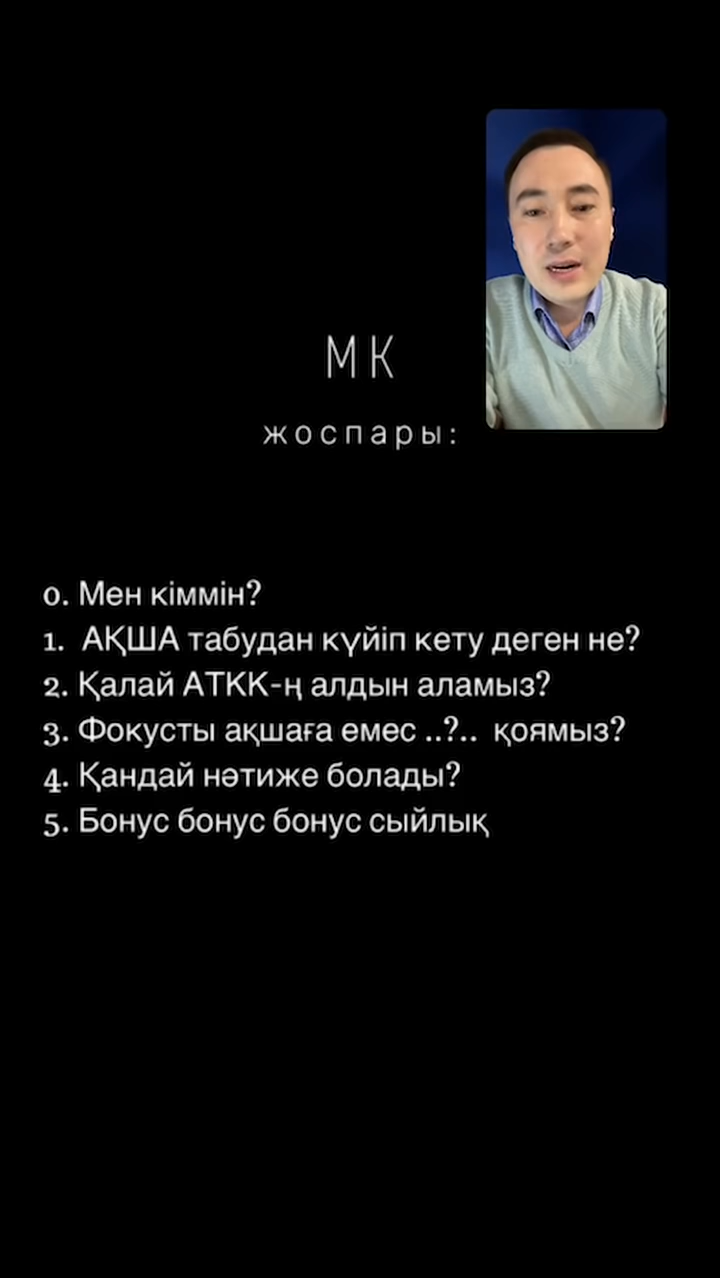 МК
жоспары:
0. Мен кіммін?
1. АҚША табудан күйіп кету деген не?
2. Қалай АТКК-ң алдын аламыз?
3. Фокусты ақшаға емес ..?.. қоямыз?
4. Қандай нәтиже болады?
5. Бонус бонус бонус сыйлық